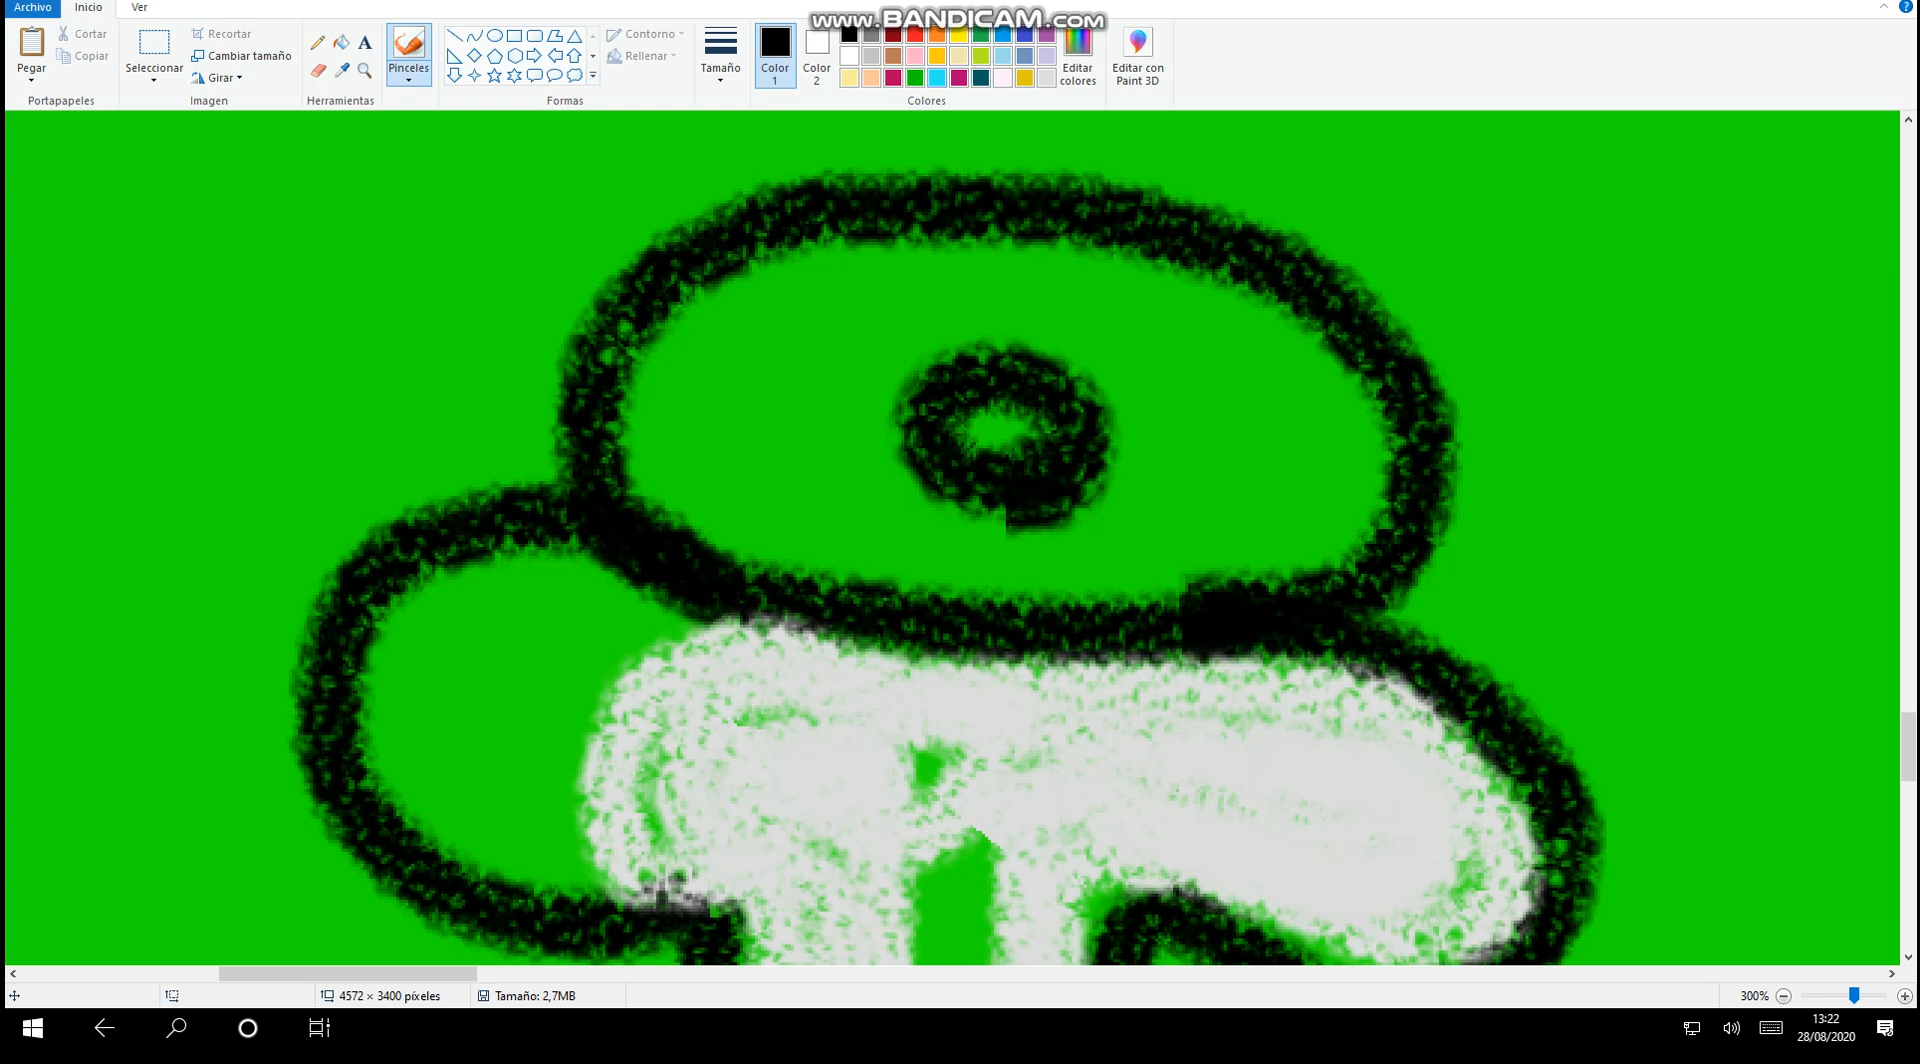 Archivo Inicio Ver
www.BANDICAM.com
Pegar
Cortar
Copiar
Portapapeles
Seleccionar
Recortar
Cambiar tamaño
Girar
Imagen
A
Herramientas
Pinceles
Contorno
Rellenar
Formas
Tamaño
Color
1
Color
2
Editar
colores
Colores
Editar con
Paint 3D
4572 × 3400 píxeles
Tamaño: 2,7MB
300%
13:22
28/08/2020